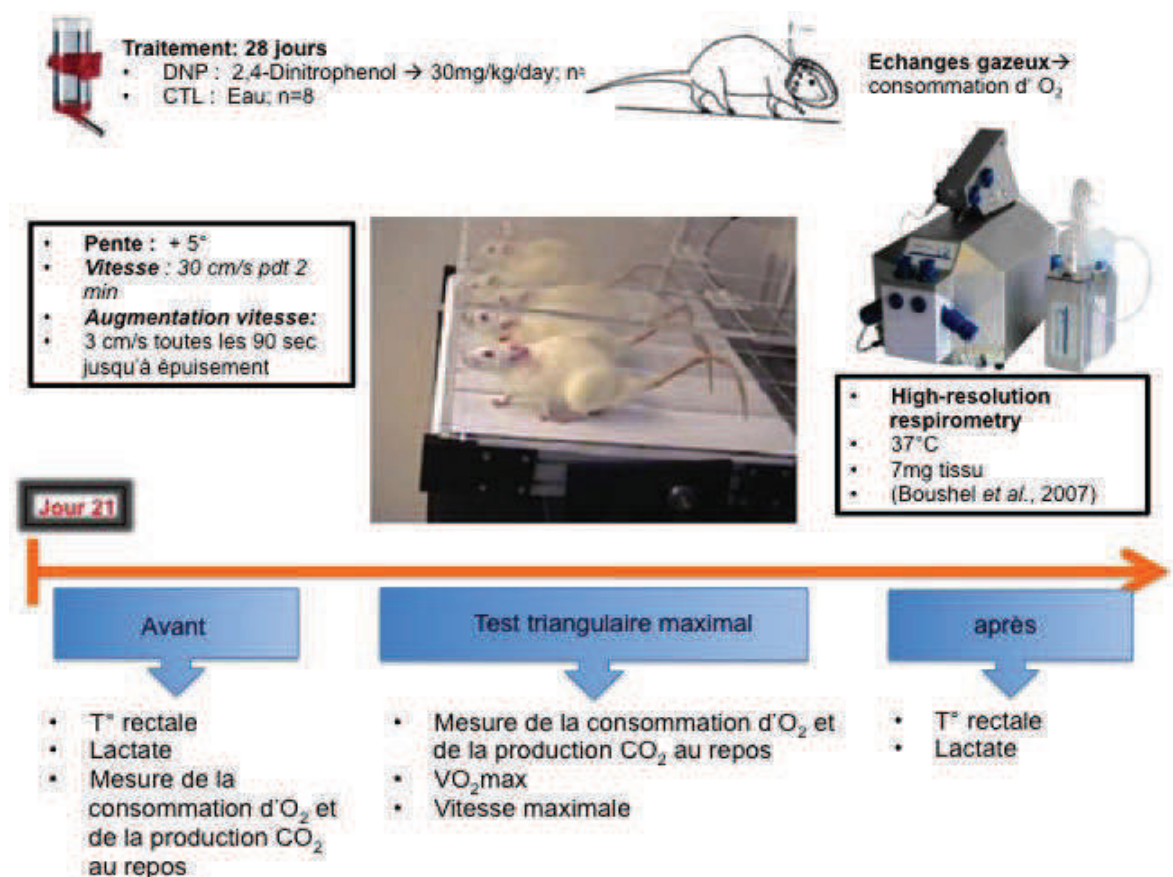 Traitement: 28 jours
• DNP : 2,4-Dinitrophenol → 30mg/kg/day; n
• CTL : Eau; n=8
Echanges gazeux→
consommation d' O₂
• Pente : + 5°
• Vitesse : 30 cm/s pdt 2
min
• Augmentation vitesse:
• 3 cm/s toutes les 90 sec
jusqu'à épuisement
• High-resolution
respirometry
• 37°C
• 7mg tissu
• (Boushel et al., 2007)
Jour 21
Avant
Test triangulaire maximal
après
• T° rectale
• Lactate
• Mesure de la
consommation d'O₂ et
de la production CO₂
au repos
• Mesure de la consommation d'O₂ et
de la production CO₂ au repos
• VO₂max
• Vitesse maximale
• T° rectale
• Lactate